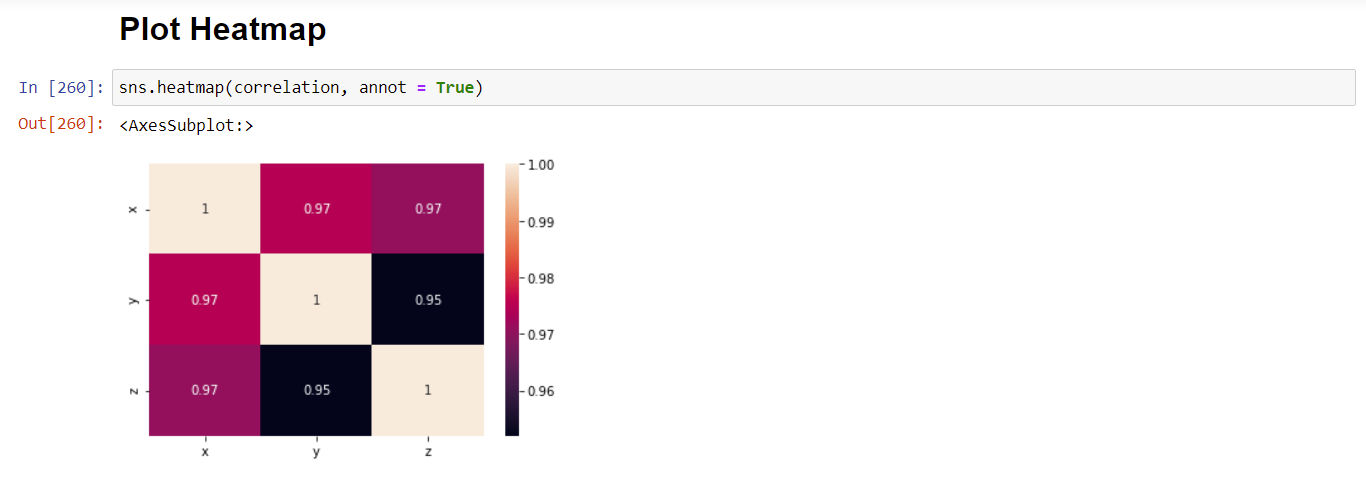 Plot Heatmap
In [260]: sns.heatmap(correlation, annot = True)
Out[260]: <AxesSubplot:>
1.00
x 1 0.97 0.97
0.99
0.98
y 0.97 1 0.95
0.97
z 0.97 0.95 1
0.96
x y z